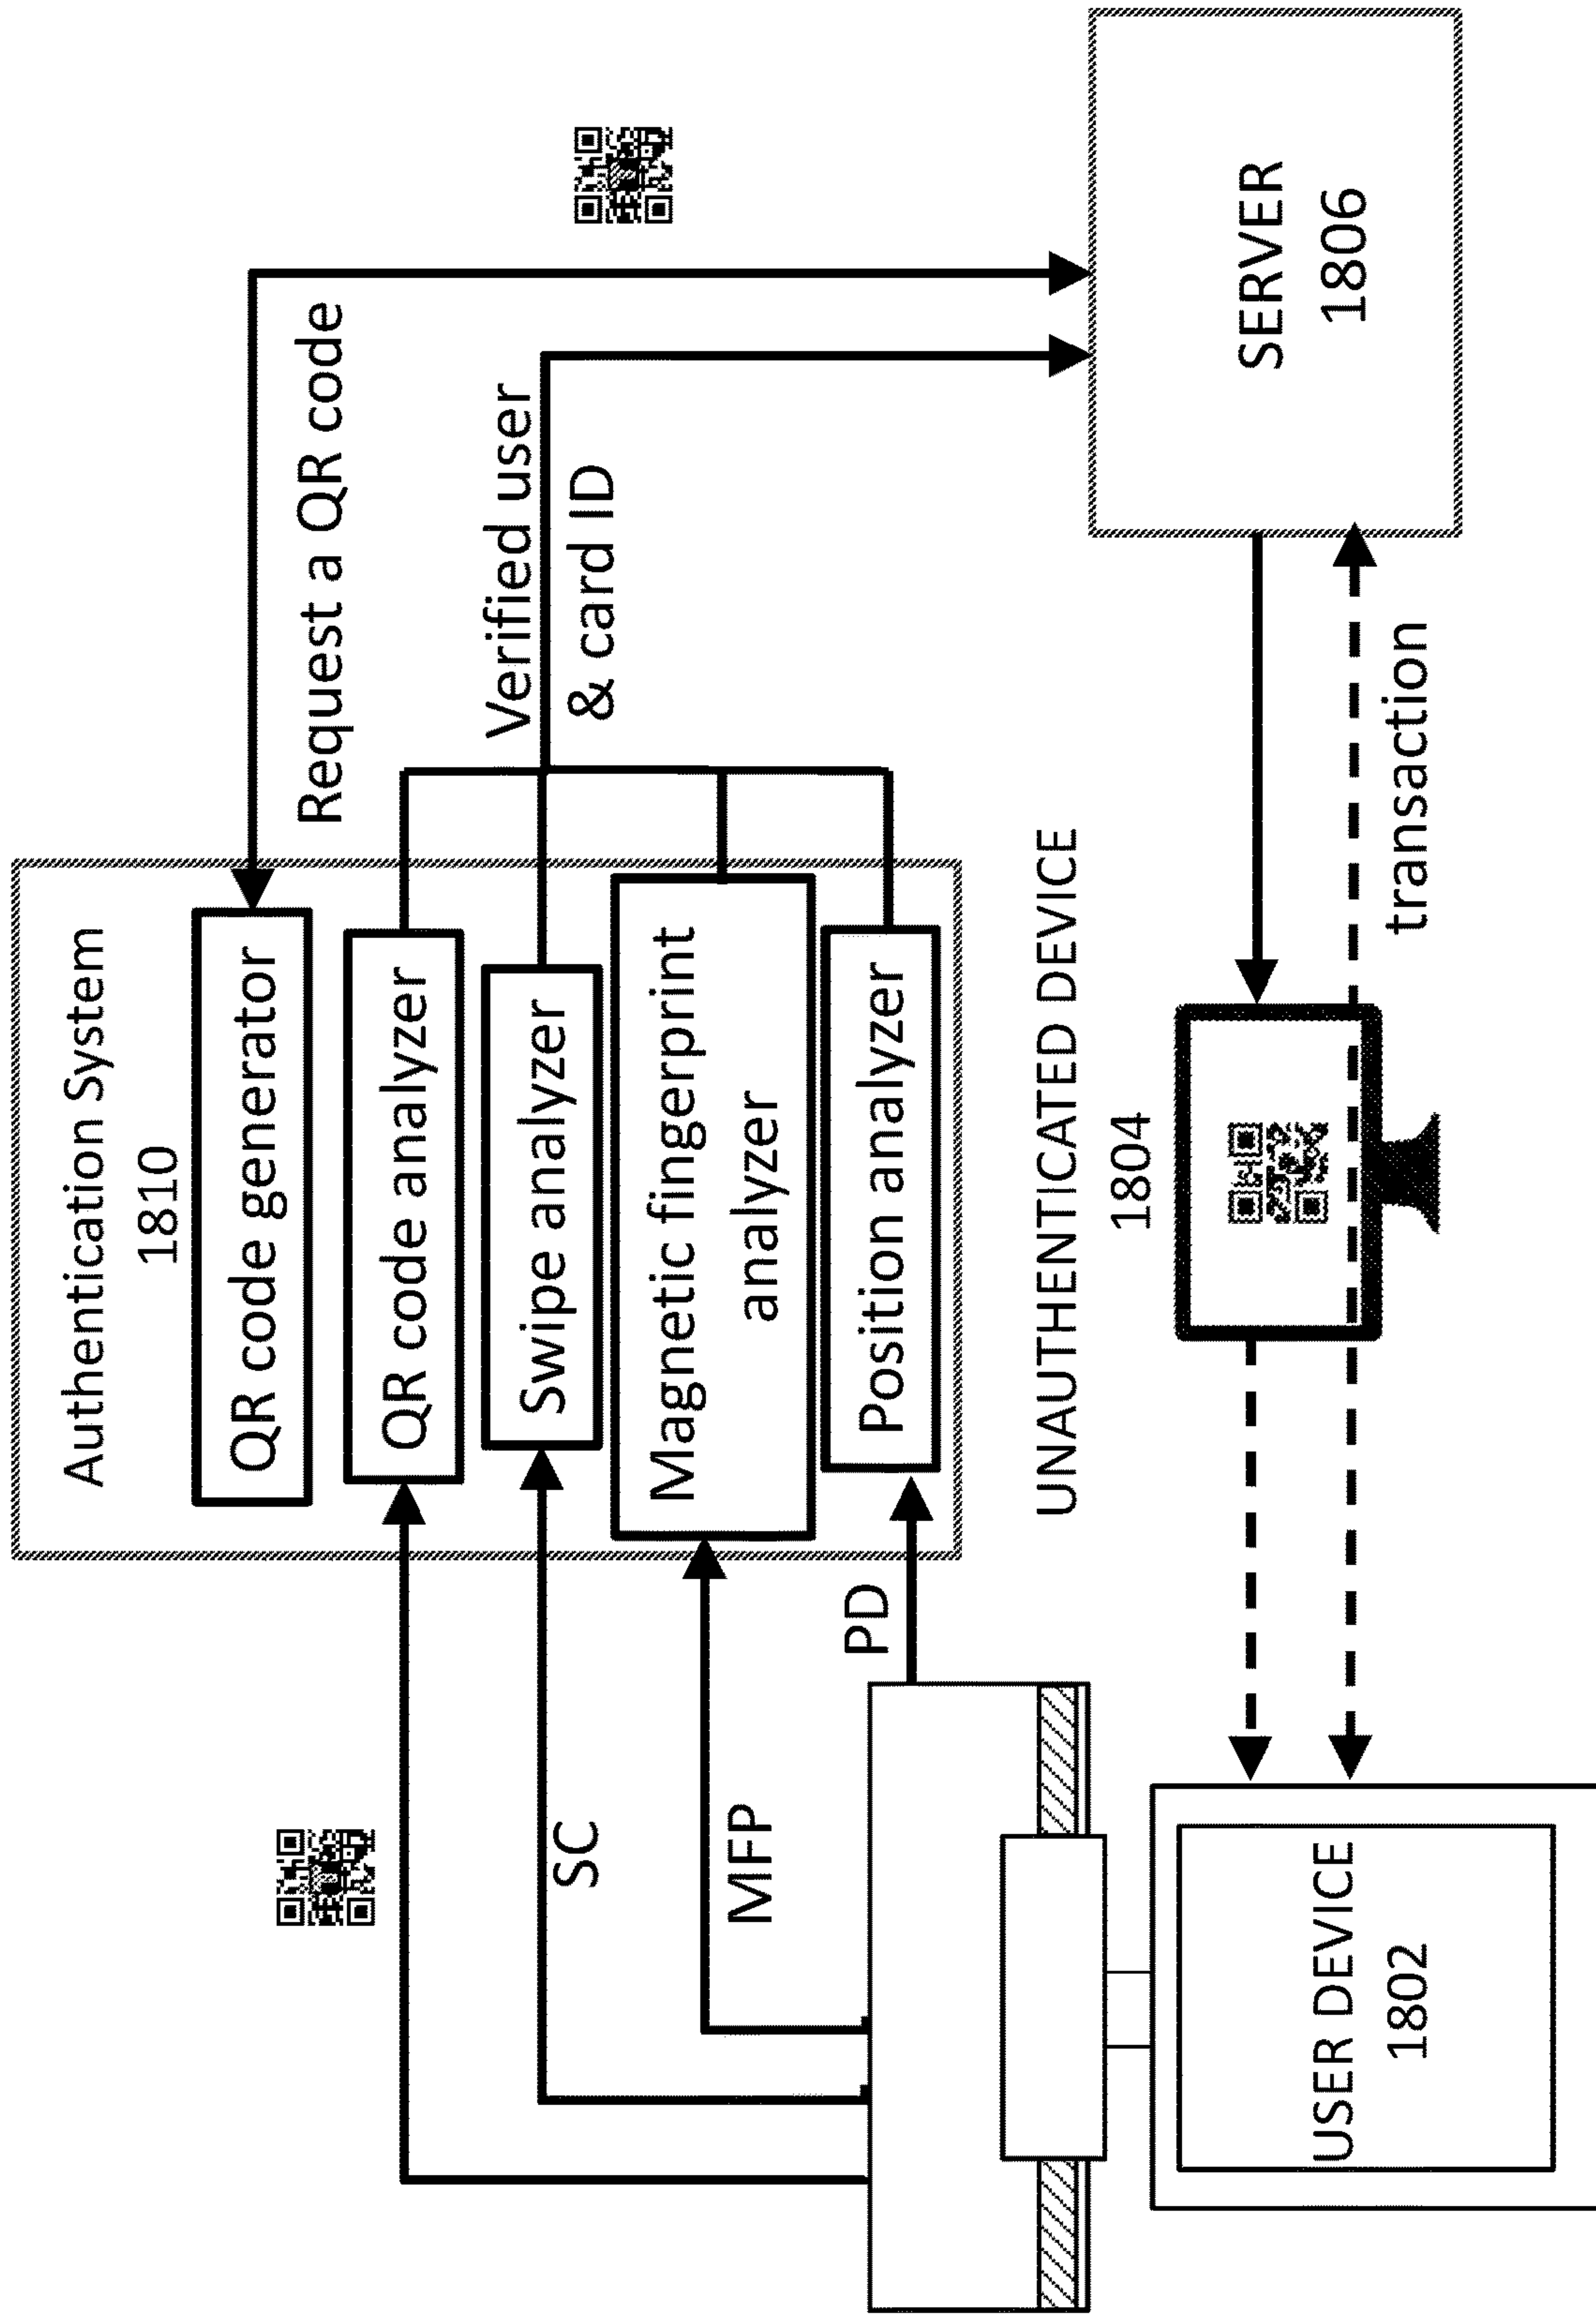 Authentication System
1810
QR code generator
QR code analyzer
Swipe analyzer
Magnetic fingerprint
analyzer
Position analyzer
Request a QR code
Verified user
& card ID
SC
MFP
PD
UNAUTHENTICATED DEVICE
1804
SERVER
1806
transaction
USER DEVICE
1802